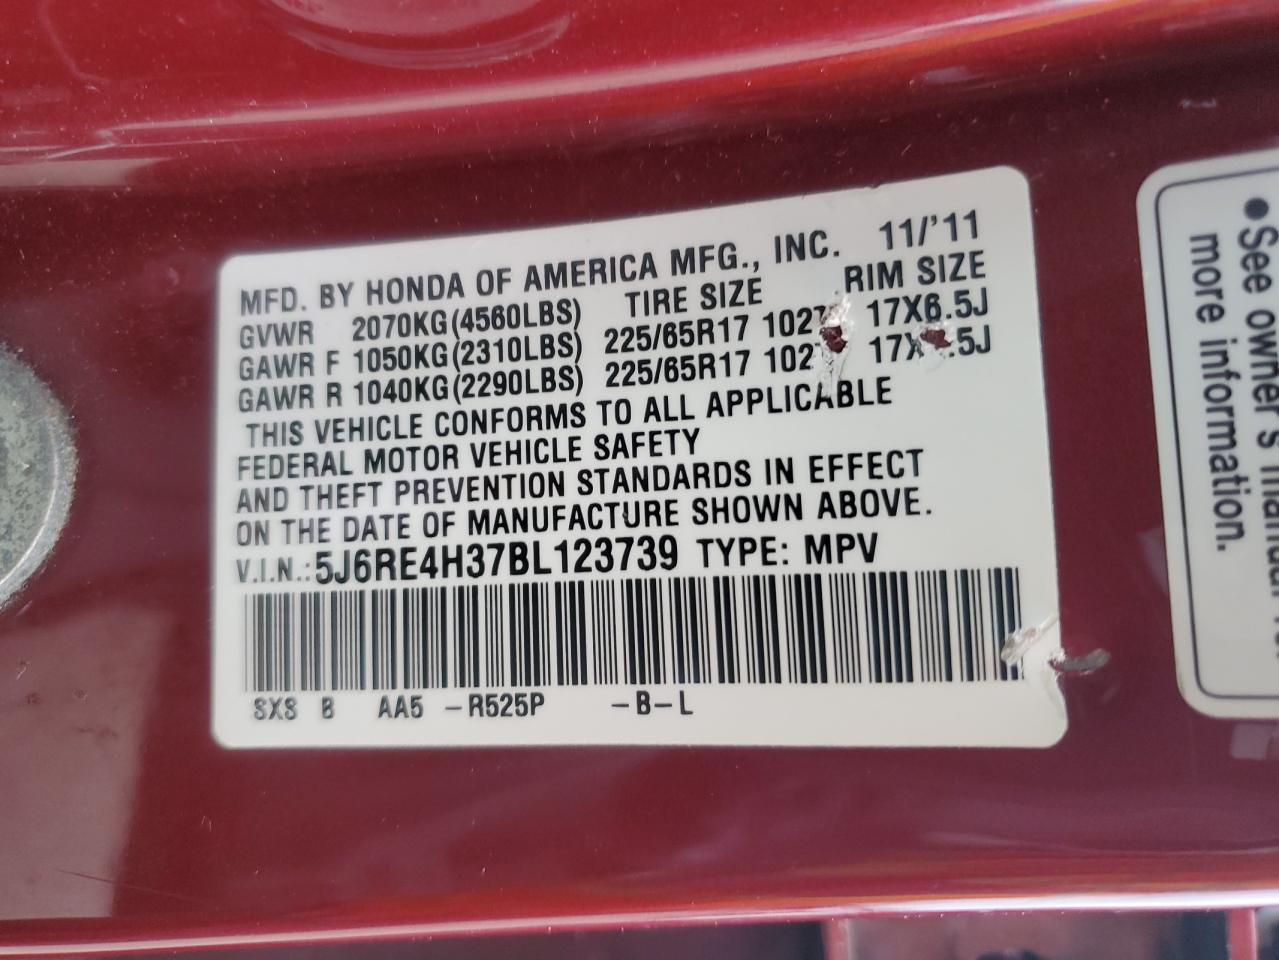 MFD. BY HONDA OF AMERICA MFG., INC. 11/'11
GVWR 2070KG(4560LBS) TIRE SIZE RIM SIZE
GAWR F 1050KG(2310LBS) 225/65R17 17X6.5J
GAWR R 1040KG(2290LBS) 225/65R17
THIS VEHICLE CONFORMS TO ALL APPLICABLE
FEDERAL MOTOR VEHICLE SAFETY
AND THEFT PREVENTION STANDARDS IN EFFECT
ON THE DATE OF MANUFACTURE SHOWN ABOVE.
V.I.N.: 5J6RE4H37BL123739 TYPE: MPV
SXS B AA5 -R525P -B-L
•See owner's manual
more information.